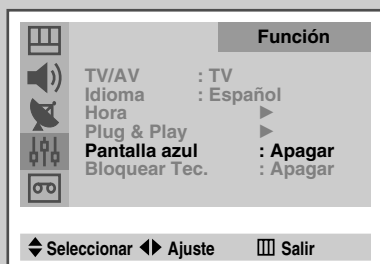 Función
TV/AV : TV
Idioma : Español
Hora ▶
Plug & Play ▶
Pantalla azul : Apagar
Bloquear Tec. : Apagar
Seleccionar Ajuste Salir